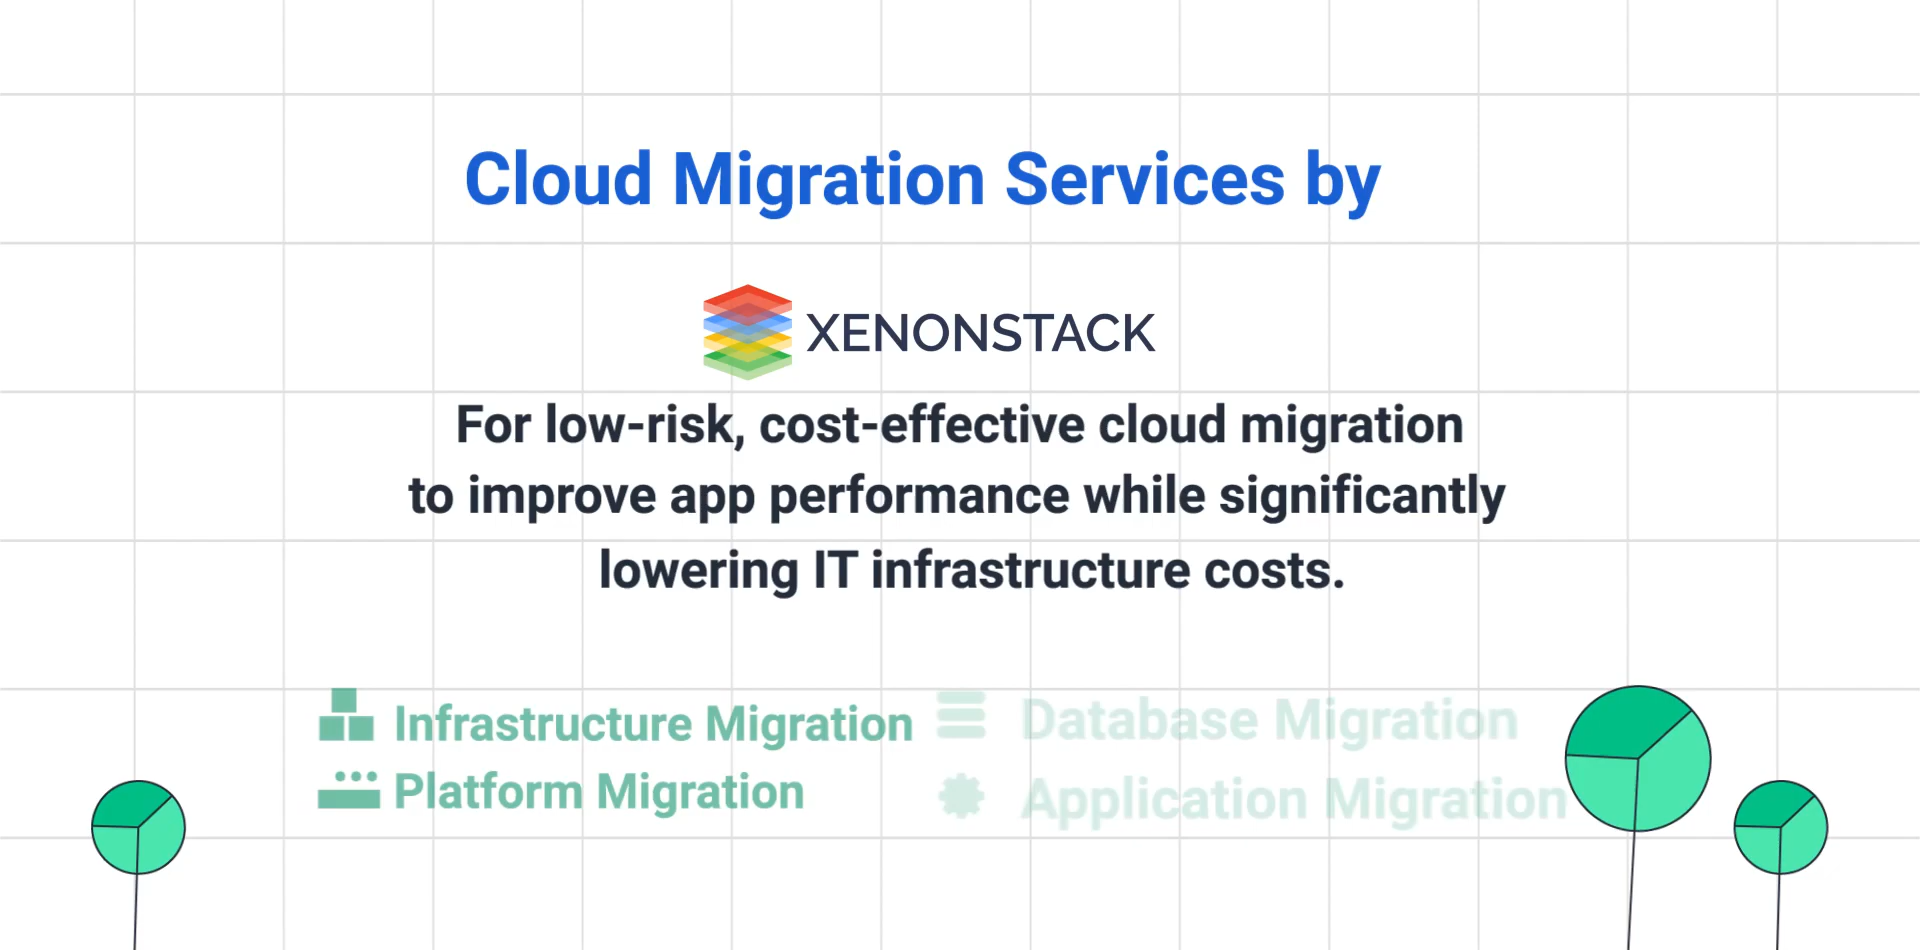 Cloud Migration Services by
XENONSTACK
For low-risk, cost-effective cloud migration
to improve app performance while significantly
lowering IT infrastructure costs.
Infrastructure Migration
Database Migration
Platform Migration
Application Migration